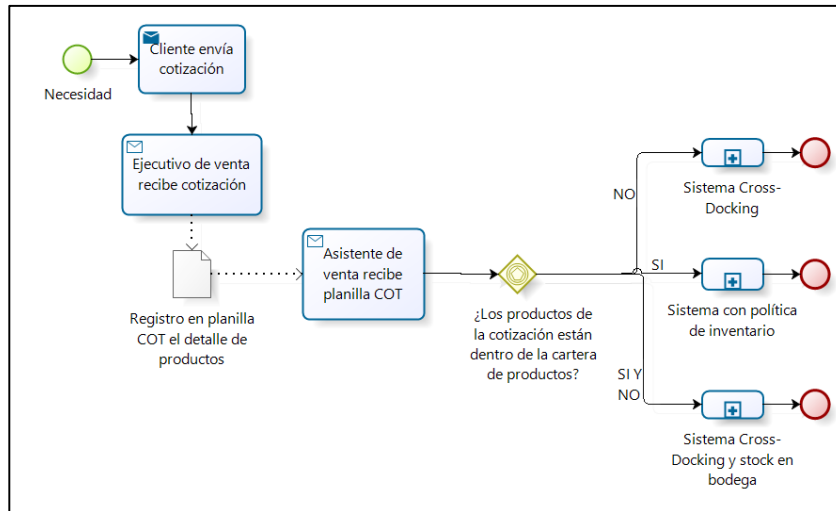 Necesidad
Cliente envía
cotización
Ejecutivo de venta
recibe cotización
Registro en planilla
COT el detalle de
productos
Asistente de
venta recibe
planilla COT
¿Los productos de
la cotización están
dentro de la cartera
de productos?
NO
Sistema Cross-
Docking
SI
Sistema con política
de inventario
SI Y
NO
Sistema Cross-
Docking y stock en
bodega